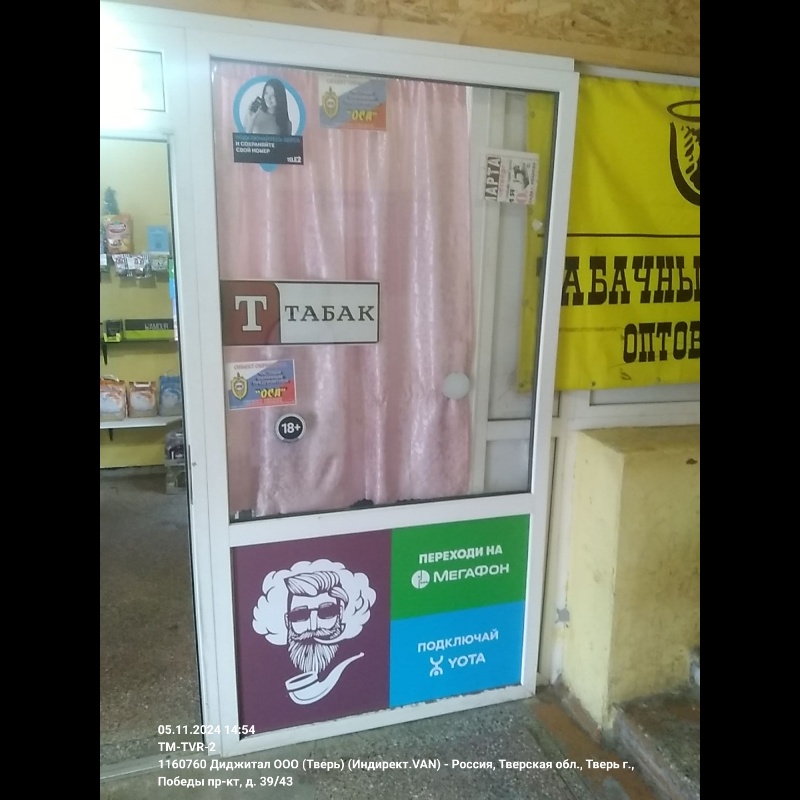 И СОХРАНЯЙТЕ
СВОЙ НОМЕР
TELE2
"ОСА"
АРТА
АБАЧНЫ
ОПТОВ
Т ТАБАК
"ОСА"
18+
ПЕРЕХОДИ НА
МЕГАФОН
ПОДКЛЮЧАЙ
YOTA
05.11.2024 14:54
TM-TVR-2
1160760 Диджитал ООО (Тверь) (Индирект.VAN) - Россия, Тверская обл., Тверь г.,
Победы пр-кт, д. 39/43